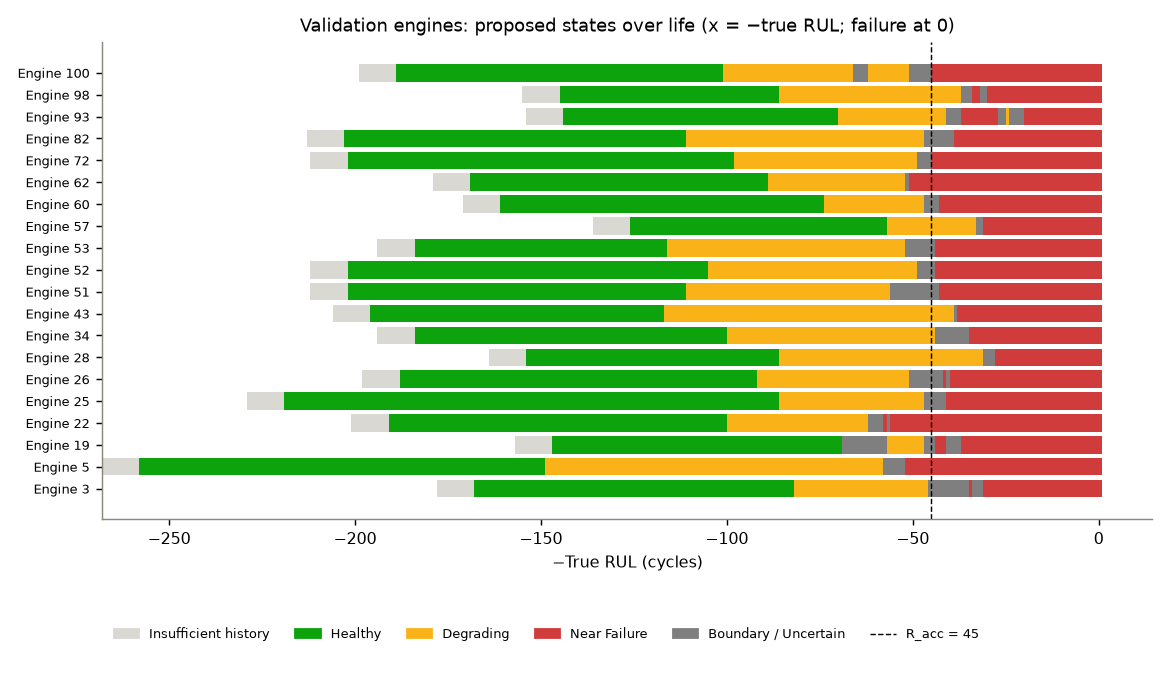 Validation engines: proposed states over life (x = −true RUL; failure at 0)
Engine 100
Engine 98
Engine 93
Engine 82
Engine 72
Engine 62
Engine 60
Engine 57
Engine 53
Engine 52
Engine 51
Engine 43
Engine 34
Engine 28
Engine 26
Engine 25
Engine 22
Engine 19
Engine 5
Engine 3
−250 −200 −150 −100 −50 0
−True RUL (cycles)
Insufficient history Healthy Degrading Near Failure Boundary / Uncertain R_acc = 45